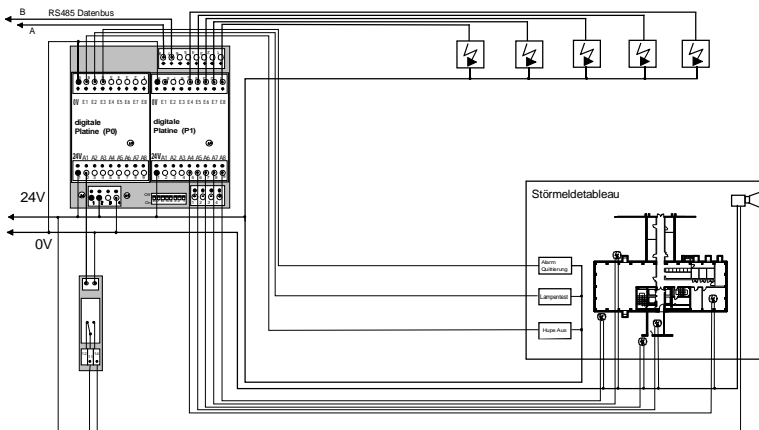 B RS485 Datenbus
A
0V E1 E2 E3 E4 E5 E6 E7 E8 0V E1 E2 E3 E4 E5 E6 E7 E8
digitale
Platine (P0)
digitale
Platine (P1)
24V A1 A2 A3 A4 A5 A6 A7 A8 24V A1 A2 A3 A4 A5 A6 A7 A8
24V
0V
Störmeldetableau
Alarm
Quittierung
Lampentest
Hupe Aus